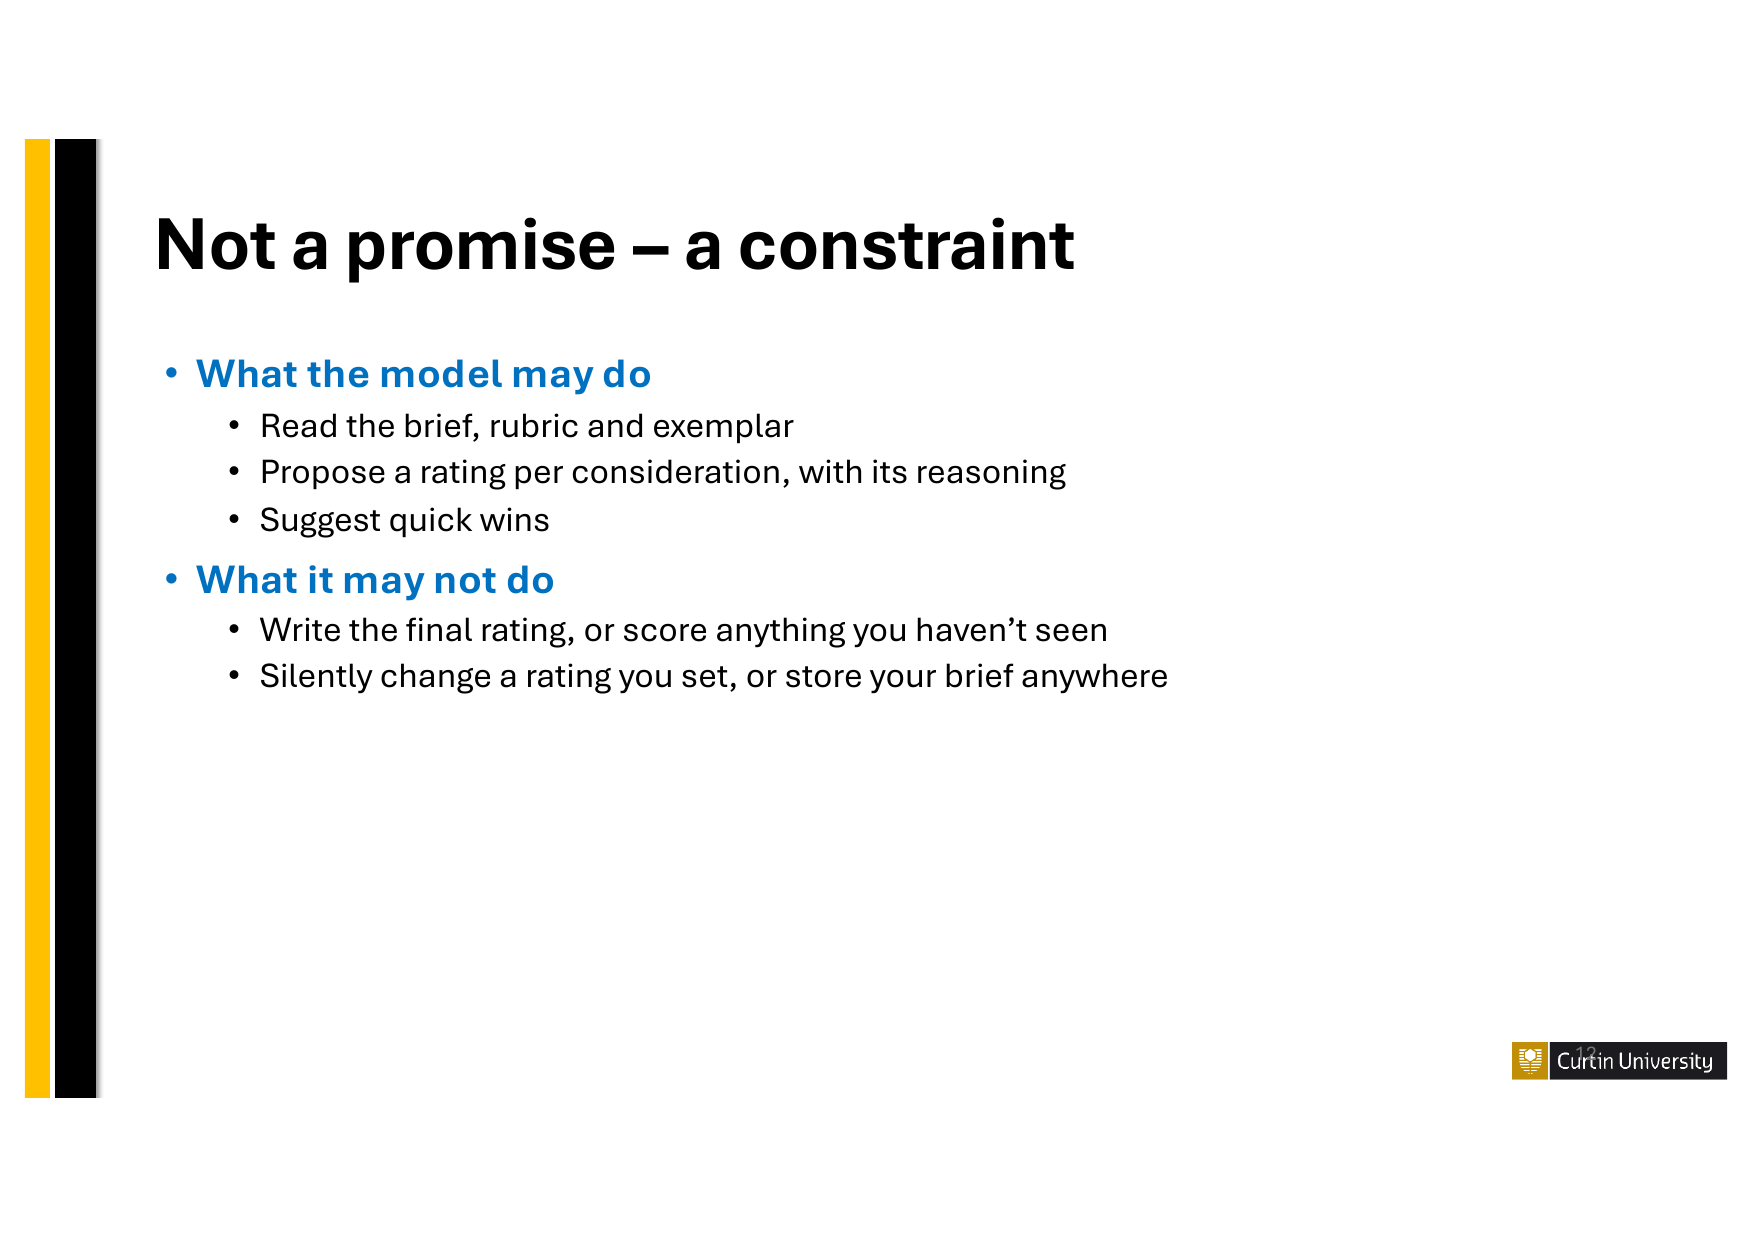 Not a promise – a constraint
• What the model may do
• Read the brief, rubric and exemplar
• Propose a rating per consideration, with its reasoning
• Suggest quick wins
• What it may not do
• Write the final rating, or score anything you haven’t seen
• Silently change a rating you set, or store your brief anywhere
12
Curtin University